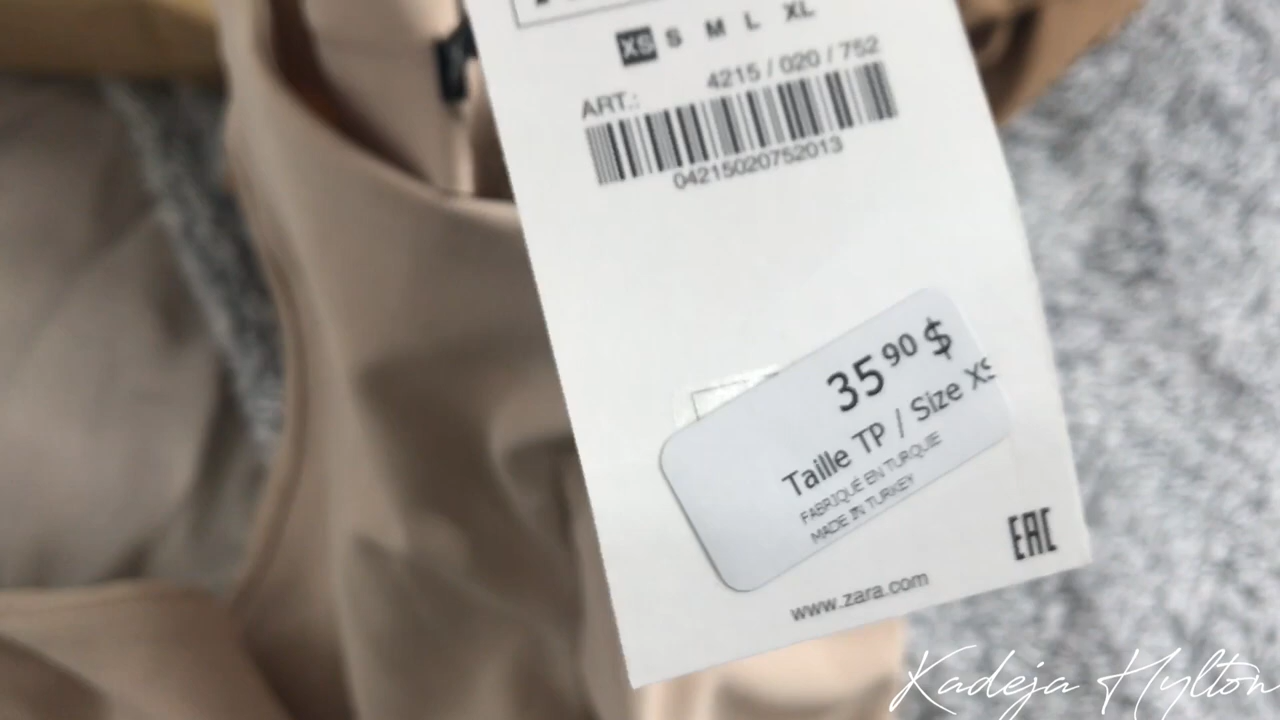 XS S M L XL
4215 / 020 / 752
ART.:
04215020752013
35 90 $
Taille TP / Size XS
FABRIQUÉ EN TURQUIE
MADE IN TURKEY
EAC
www.zara.com
Kadeja Hylton